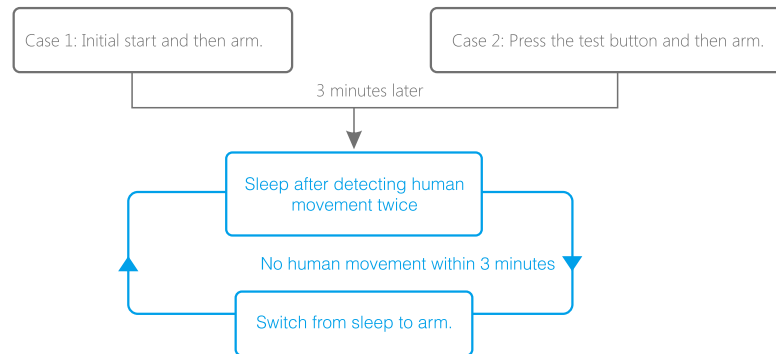 Case 1: Initial start and then arm.
Case 2: Press the test button and then arm.
3 minutes later
Sleep after detecting human
movement twice
No human movement within 3 minutes
Switch from sleep to arm.